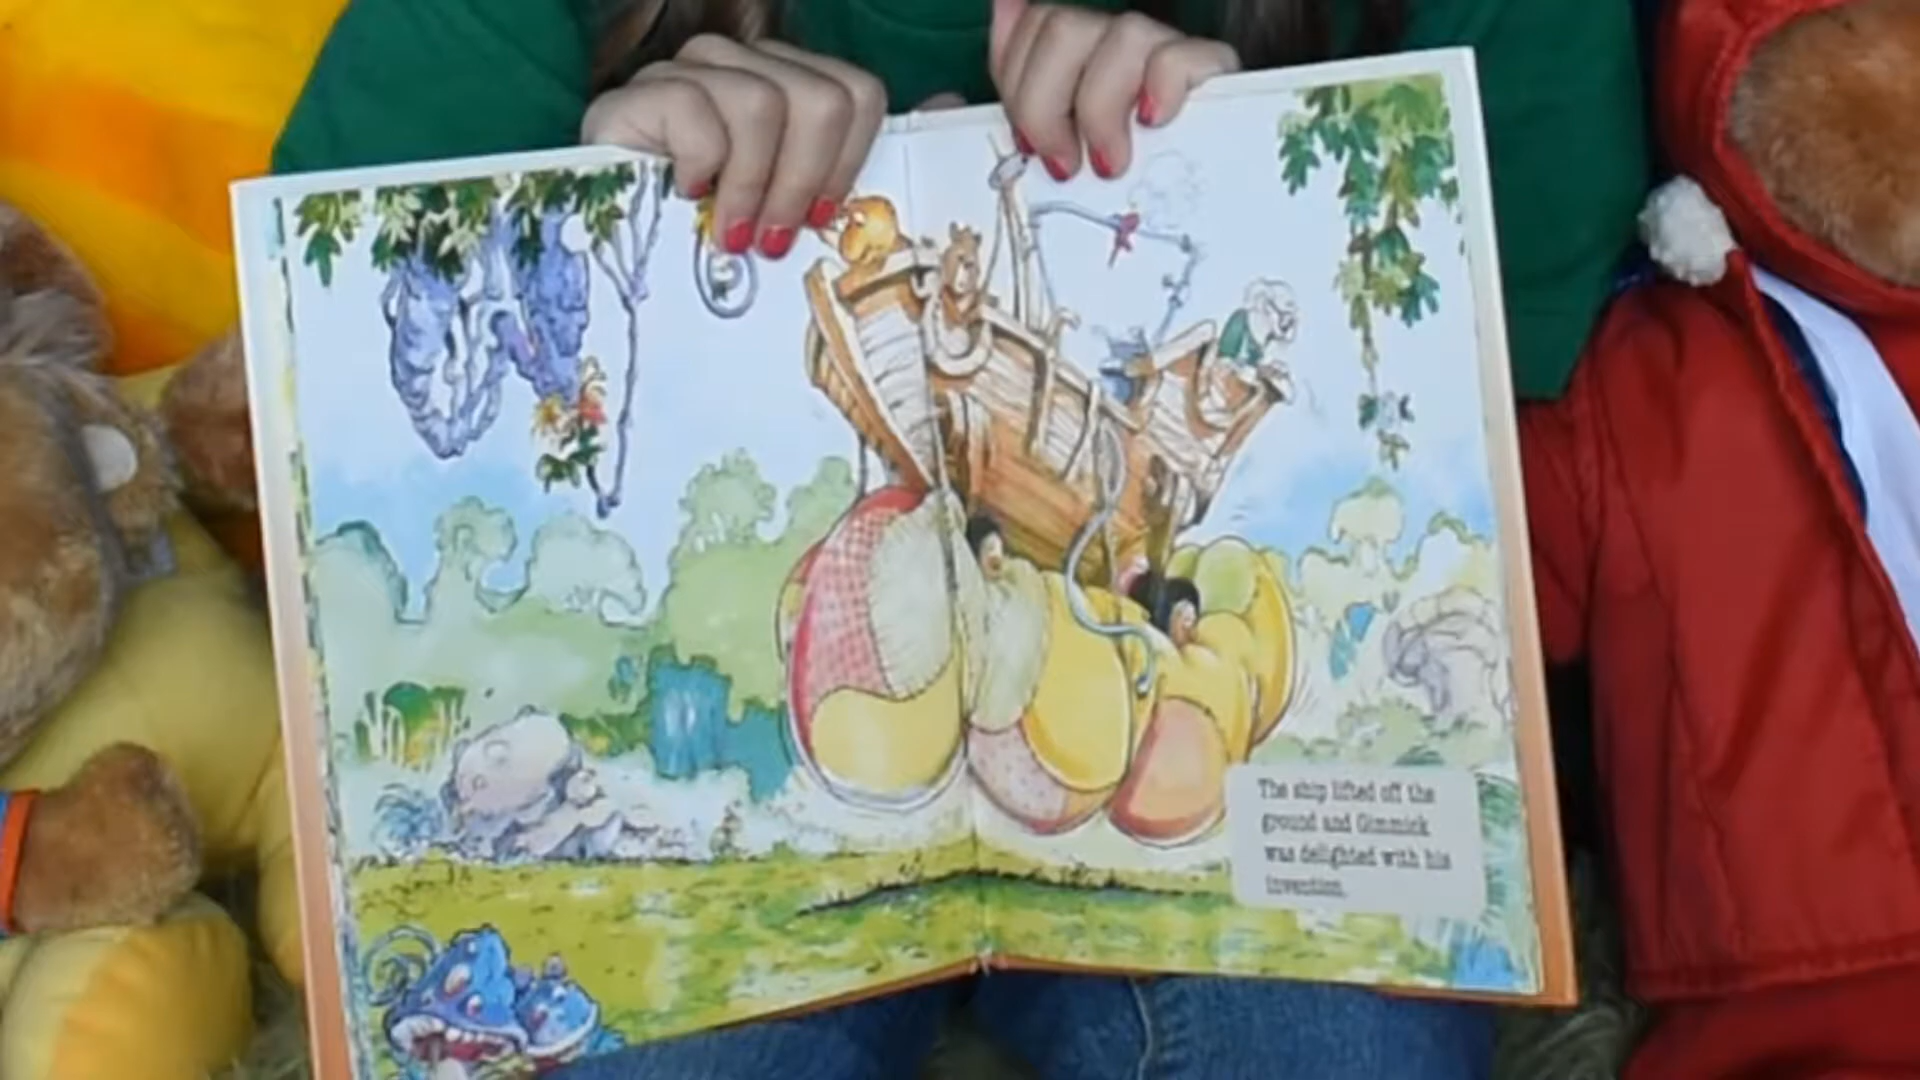 The ship lifted off the
ground and Gimmick
was delighted with his
invention.